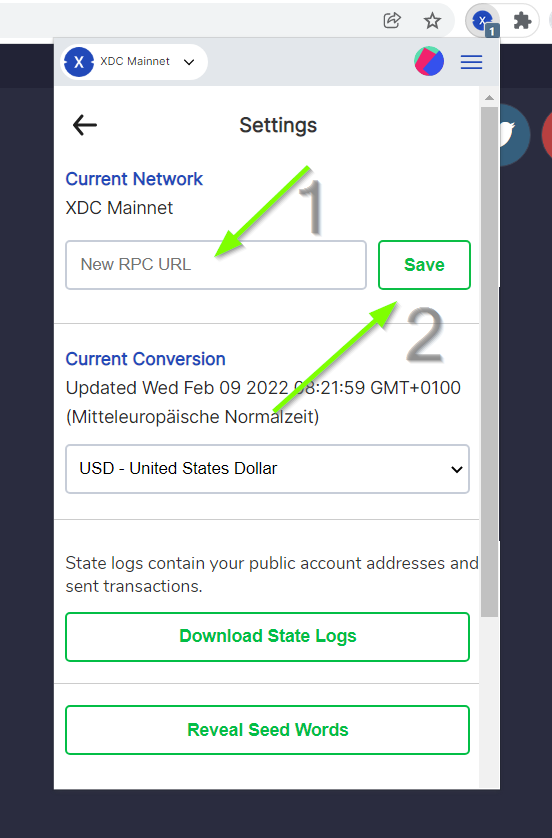 X
1
X XDC Mainnet
Settings
Current Network
XDC Mainnet
1
New RPC URL
Save
2
Current Conversion
Updated Wed Feb 09 2022 08:21:59 GMT+0100
(Mitteleuropäische Normalzeit)
USD - United States Dollar
State logs contain your public account addresses and
sent transactions.
Download State Logs
Reveal Seed Words